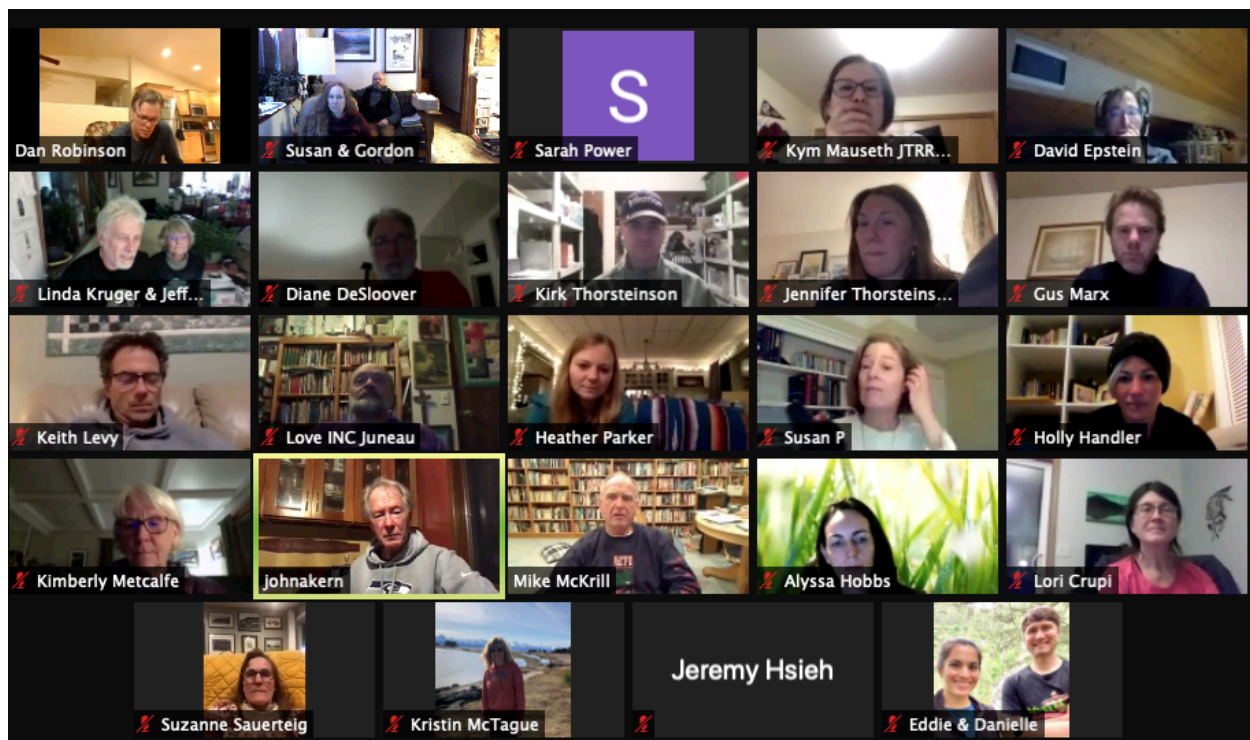 Dan Robinson
Susan & Gordon
S
Sarah Power
Kym Mauseth JTRR...
David Epstein
Linda Kruger & Jeff...
Diane DeSloover
Kirk Thorsteinson
Jennifer Thorsteins...
Gus Marx
Keith Levy
Love INC Juneau
Heather Parker
Susan P
Holly Handler
Kimberly Metcalfe
johnakern
Mike McKrill
Alyssa Hobbs
Lori Crupi
Suzanne Sauerteig
Kristin McTague
Jeremy Hsieh
Eddie & Danielle